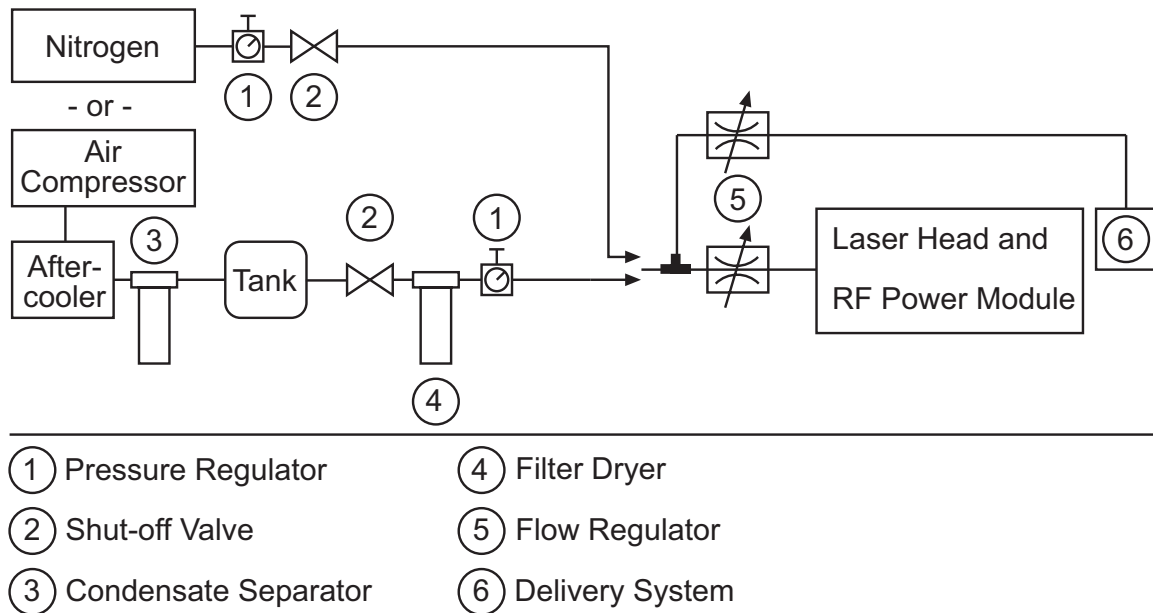 Nitrogen
1
2
- or -
Air
Compressor
5
3
2
1
After-
cooler
Tank
Laser Head and
RF Power Module
6
4
1 Pressure Regulator
4 Filter Dryer
2 Shut-off Valve
5 Flow Regulator
3 Condensate Separator
6 Delivery System